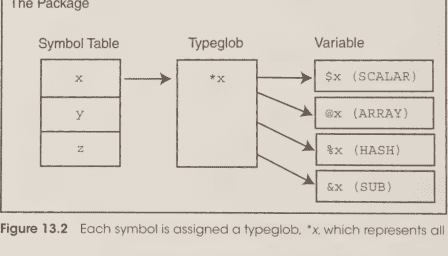 The Package
Symbol Table
Typeglob
Variable
x
*x
$x (SCALAR)
y
@x (ARRAY)
z
%x (HASH)
&x (SUB)
Figure 13.2 Each symbol is assigned a typeglob, *x, which represents all